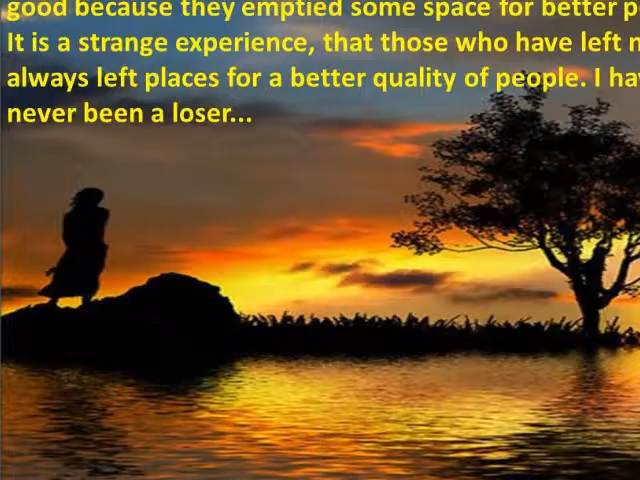 good because they emptied some space for better
It is a strange experience, that those who have left
always left places for a better quality of people. I
never been a loser...